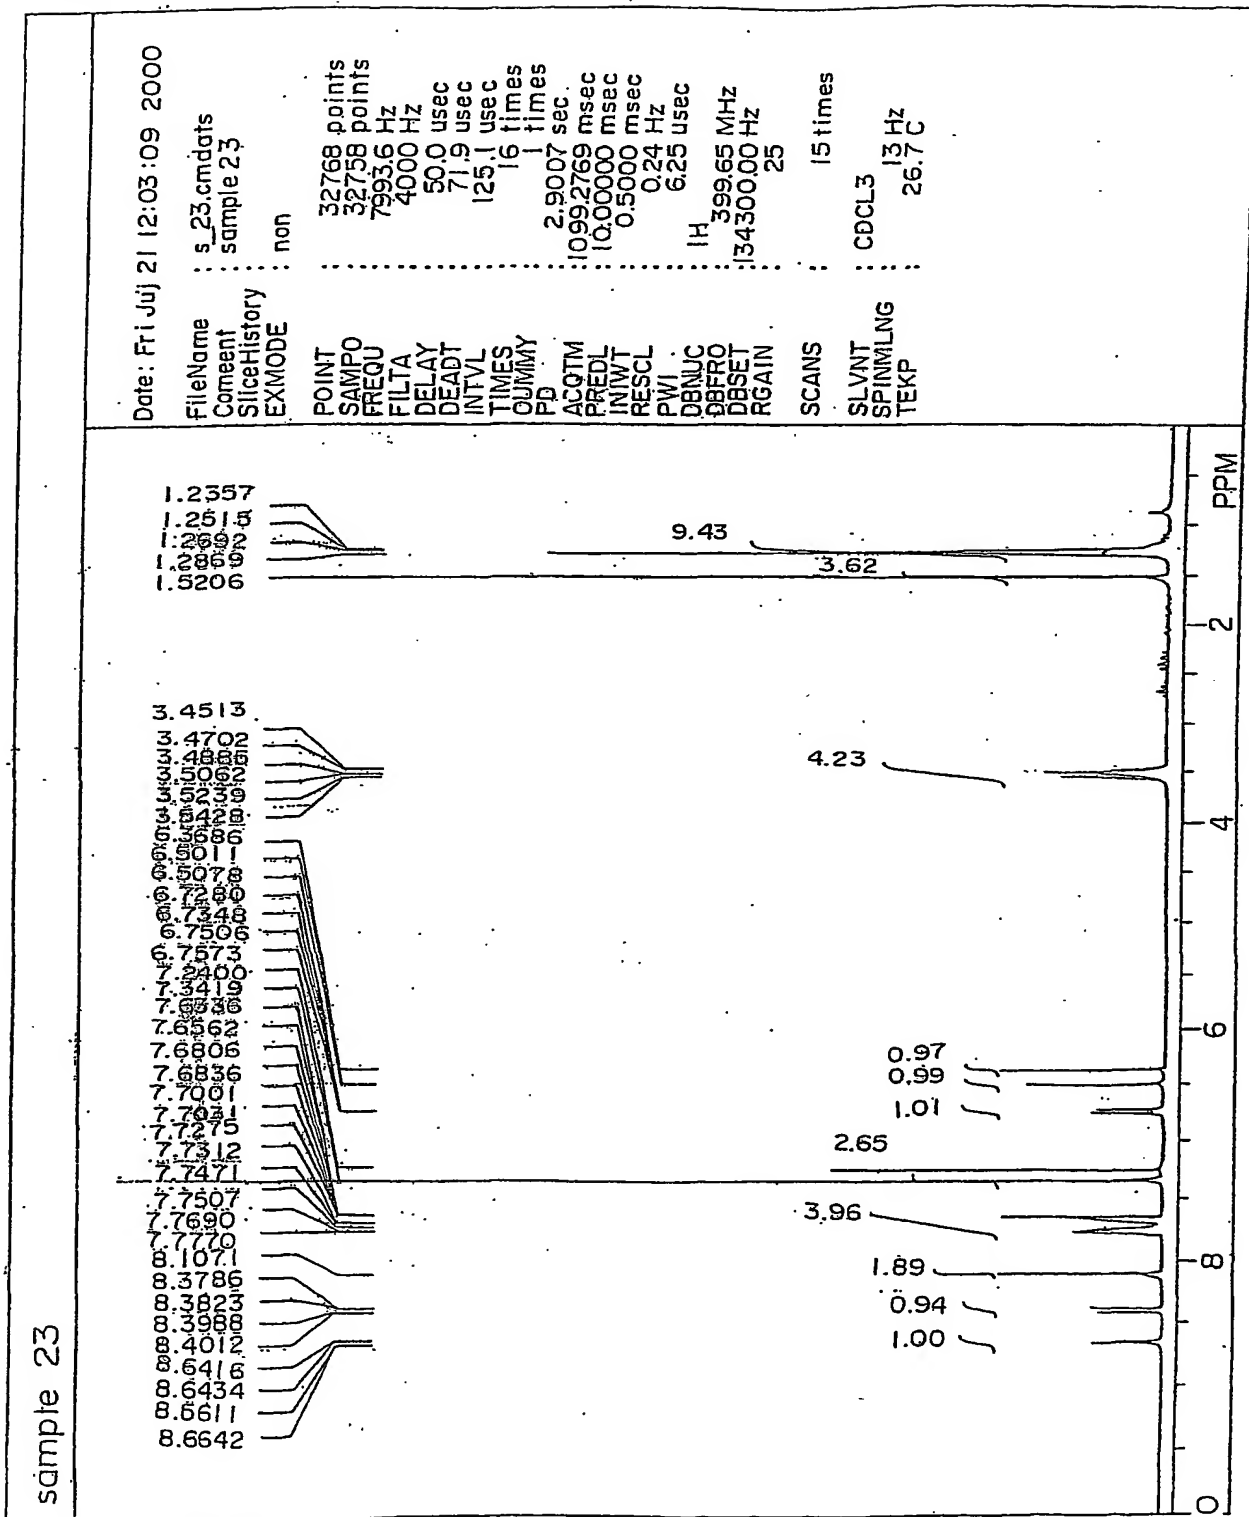 sample 23
Date: Fri Juj 21 12:03:09 2000
FileName : s_23.cmdats
Comeent : sample 23
SliceHistory :
EXMODE : non
POINT : 32768 points
SAMPO : 32758 points
FREQU : 7993.6 Hz
FILTA : 4000 Hz
DELAY : 50.0 usec
DEADT : 71.9 usec
INTVL : 125.1 usec
TIMES : 16 times
OUMMY : 1 times
PD : 2.9007 sec
ACQTM : 1099.2769 msec
PREDL : 10.00000 msec
INIWT : 0.5000 msec
RESCL : 0.24 Hz
PWI : 6.25 usec
DBNUC : 1H
DBFRO : 399.65 MHz
DBSET : 134300.00 Hz
RGAIN : 25
SCANS : 15 times
SLVNT : CDCL3
SPINMLNG : 13 Hz
TEKP : 26.7 C
1.2357
1.2515
1.2692
1.2869
1.5206
3.4513
3.4702
3.4885
3.5062
3.5239
3.5428
6.3686
6.5011
6.5078
6.7280
6.7348
6.7506
6.7573
7.2400
7.3419
7.6536
7.6562
7.6806
7.6836
7.7001
7.7031
7.7275
7.7312
7.7471
7.7507
7.7690
7.7770
8.1071
8.3786
8.3823
8.3988
8.4012
8.6416
8.6434
8.6611
8.6642
9.43
3.62
4.23
0.97
0.99
1.01
2.65
3.96
1.89
0.94
1.00
PPM
2
4
6
8
0